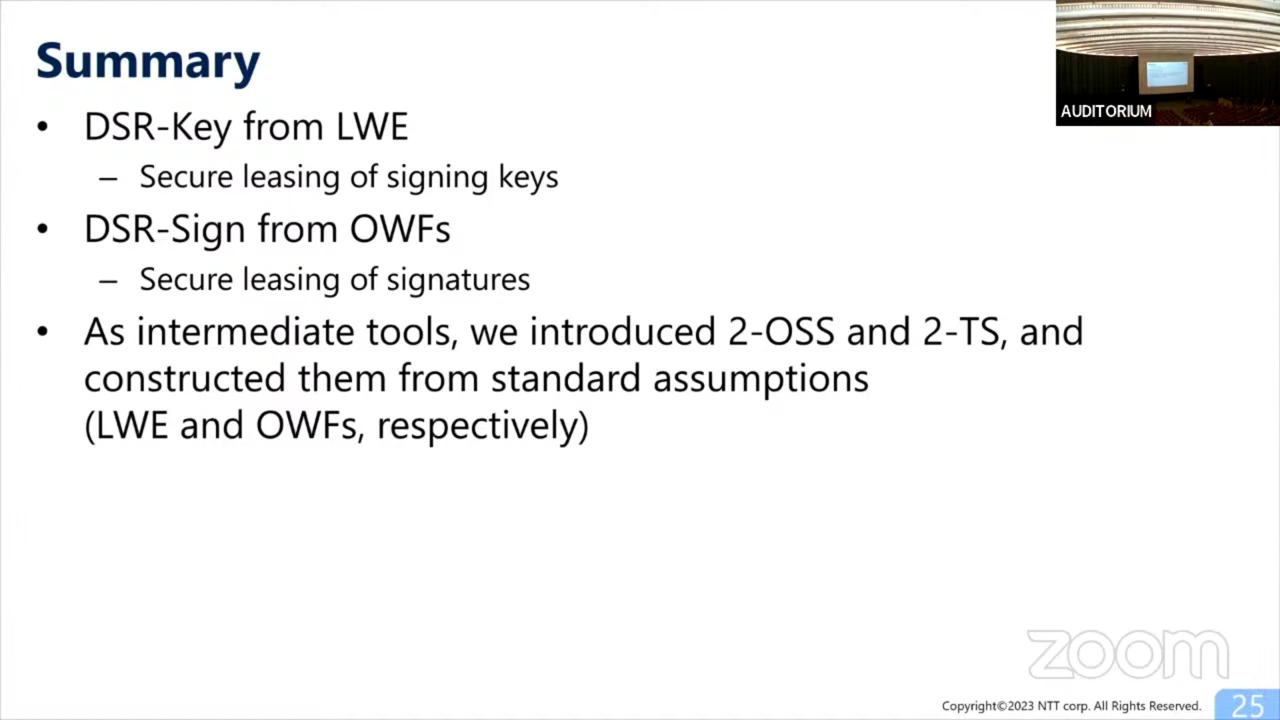 Summary
• DSR-Key from LWE
– Secure leasing of signing keys
• DSR-Sign from OWFs
– Secure leasing of signatures
• As intermediate tools, we introduced 2-OSS and 2-TS, and
constructed them from standard assumptions
(LWE and OWFs, respectively)
AUDITORIUM
zoom
Copyright©2023 NTT corp. All Rights Reserved.
25